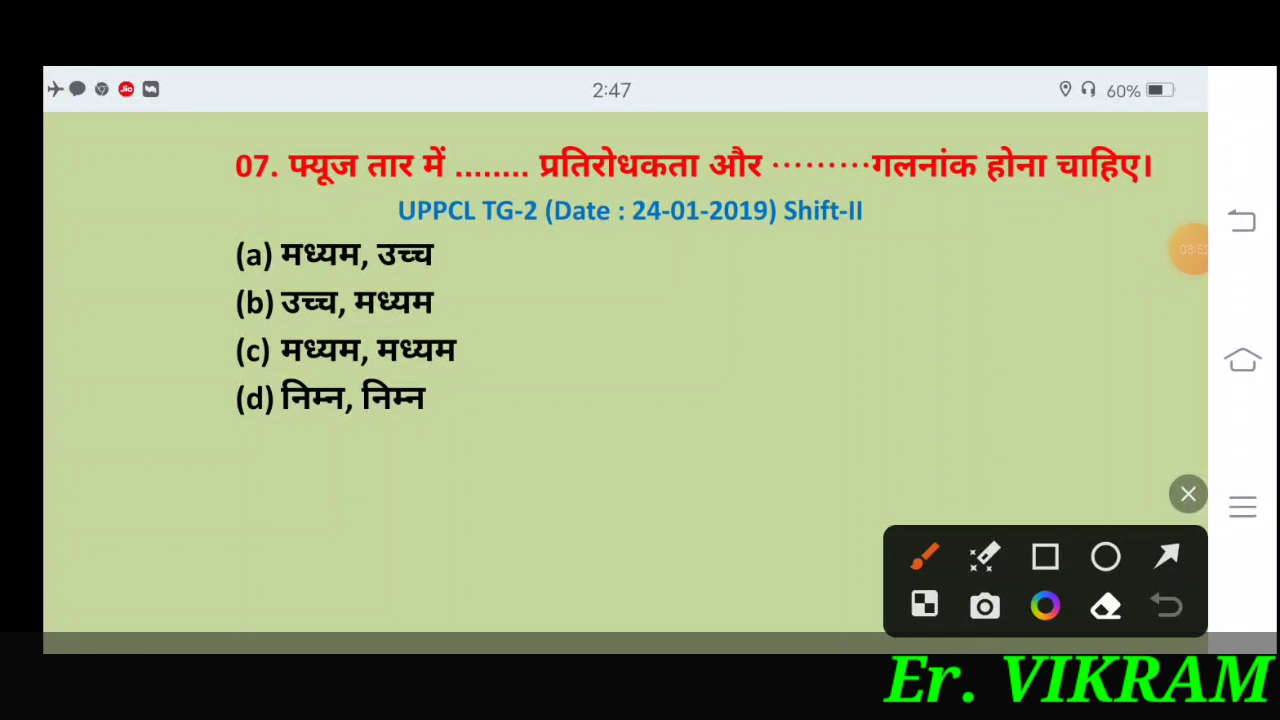 2:47
60%
07. फ्यूज तार में ........ प्रतिरोधकता और ·········गलनांक होना चाहिए।
UPPCL TG-2 (Date : 24-01-2019) Shift-II
(a) मध्यम, उच्च
(b) उच्च, मध्यम
(c) मध्यम, मध्यम
(d) निम्न, निम्न
Er. VIKRAM